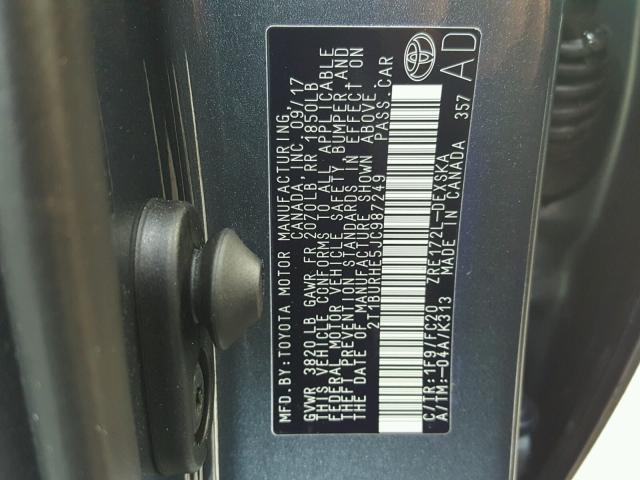 MFD.BY:TOYOTA MOTOR MANUFACTURING
CANADA, INC. 09/17
GVWR 3820 LB GAWR FR 2070LB, RR 1850LB
THIS VEHICLE CONFORMS TO ALL APPLICABLE
FEDERAL MOTOR VEHICLE SAFETY, BUMPER, AND
THEFT PREVENTION STANDARDS IN EFFECT ON
THE DATE OF MANUFACTURE SHOWN ABOVE.
2T1BURHE5JC987249 PASS.CAR
C/TR:1F9/FC20 ZRE172L-DEXSKA
A/TM:-04A/K313 MADE IN CANADA 357
AD